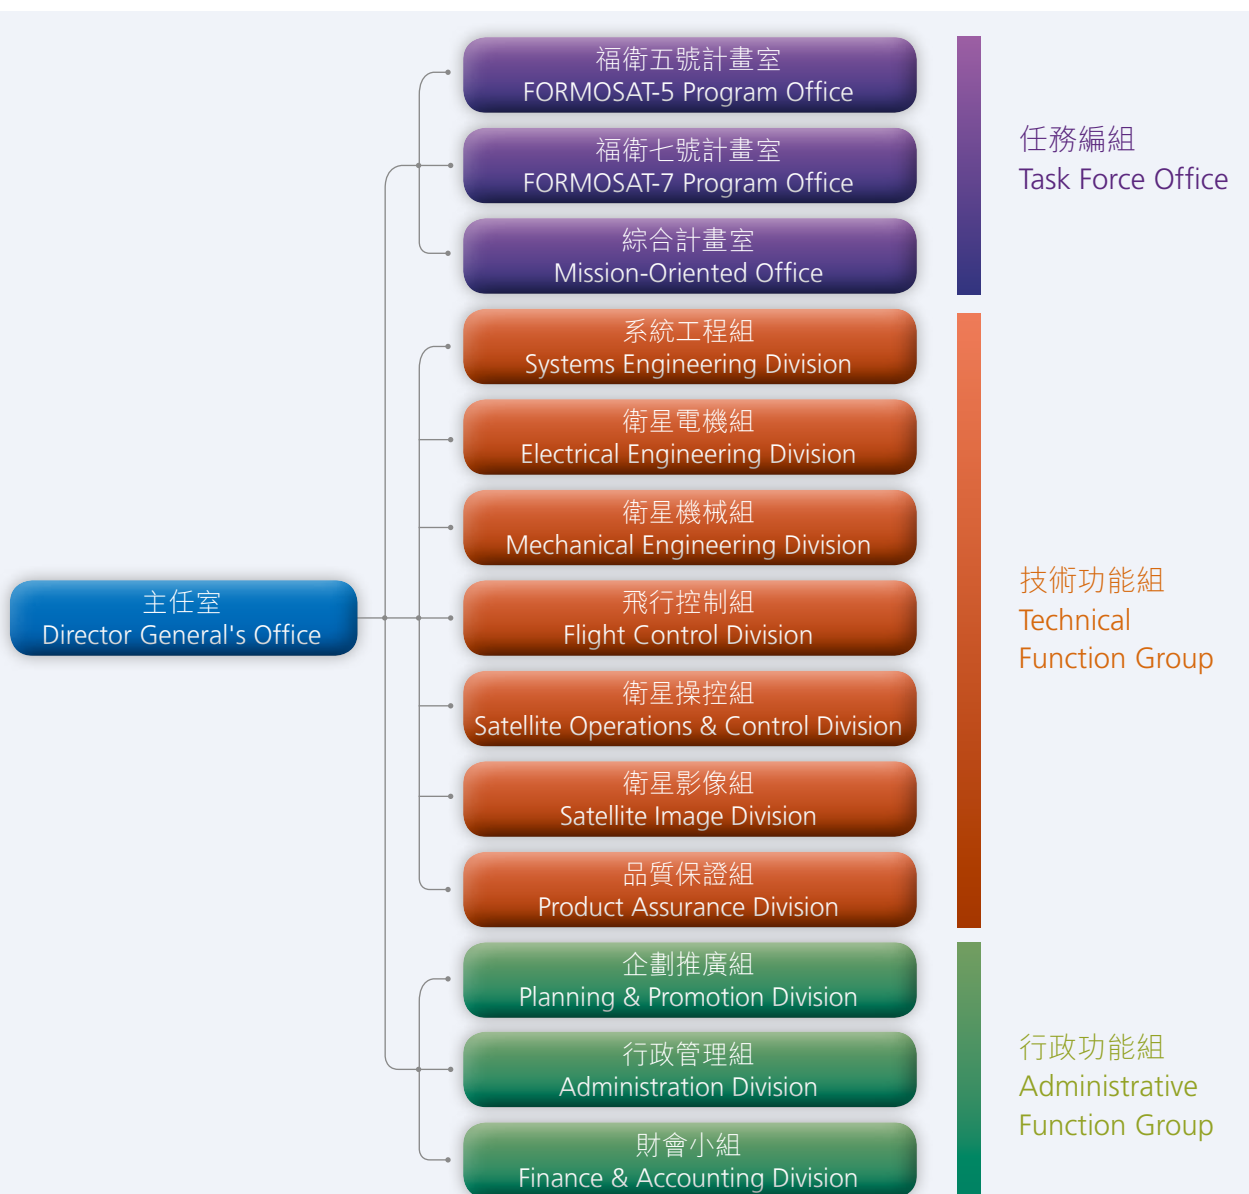 福衛五號計畫室
FORMOSAT-5 Program Office
福衛七號計畫室
FORMOSAT-7 Program Office
綜合計畫室
Mission-Oriented Office
任務編組
Task Force Office
系統工程組
Systems Engineering Division
衛星電機組
Electrical Engineering Division
衛星機械組
Mechanical Engineering Division
主任室
Director General's Office
飛行控制組
Flight Control Division
衛星操控組
Satellite Operations & Control Division
衛星影像組
Satellite Image Division
品質保證組
Product Assurance Division
技術功能組
Technical
Function Group
企劃推廣組
Planning & Promotion Division
行政管理組
Administration Division
財會小組
Finance & Accounting Division
行政功能組
Administrative
Function Group